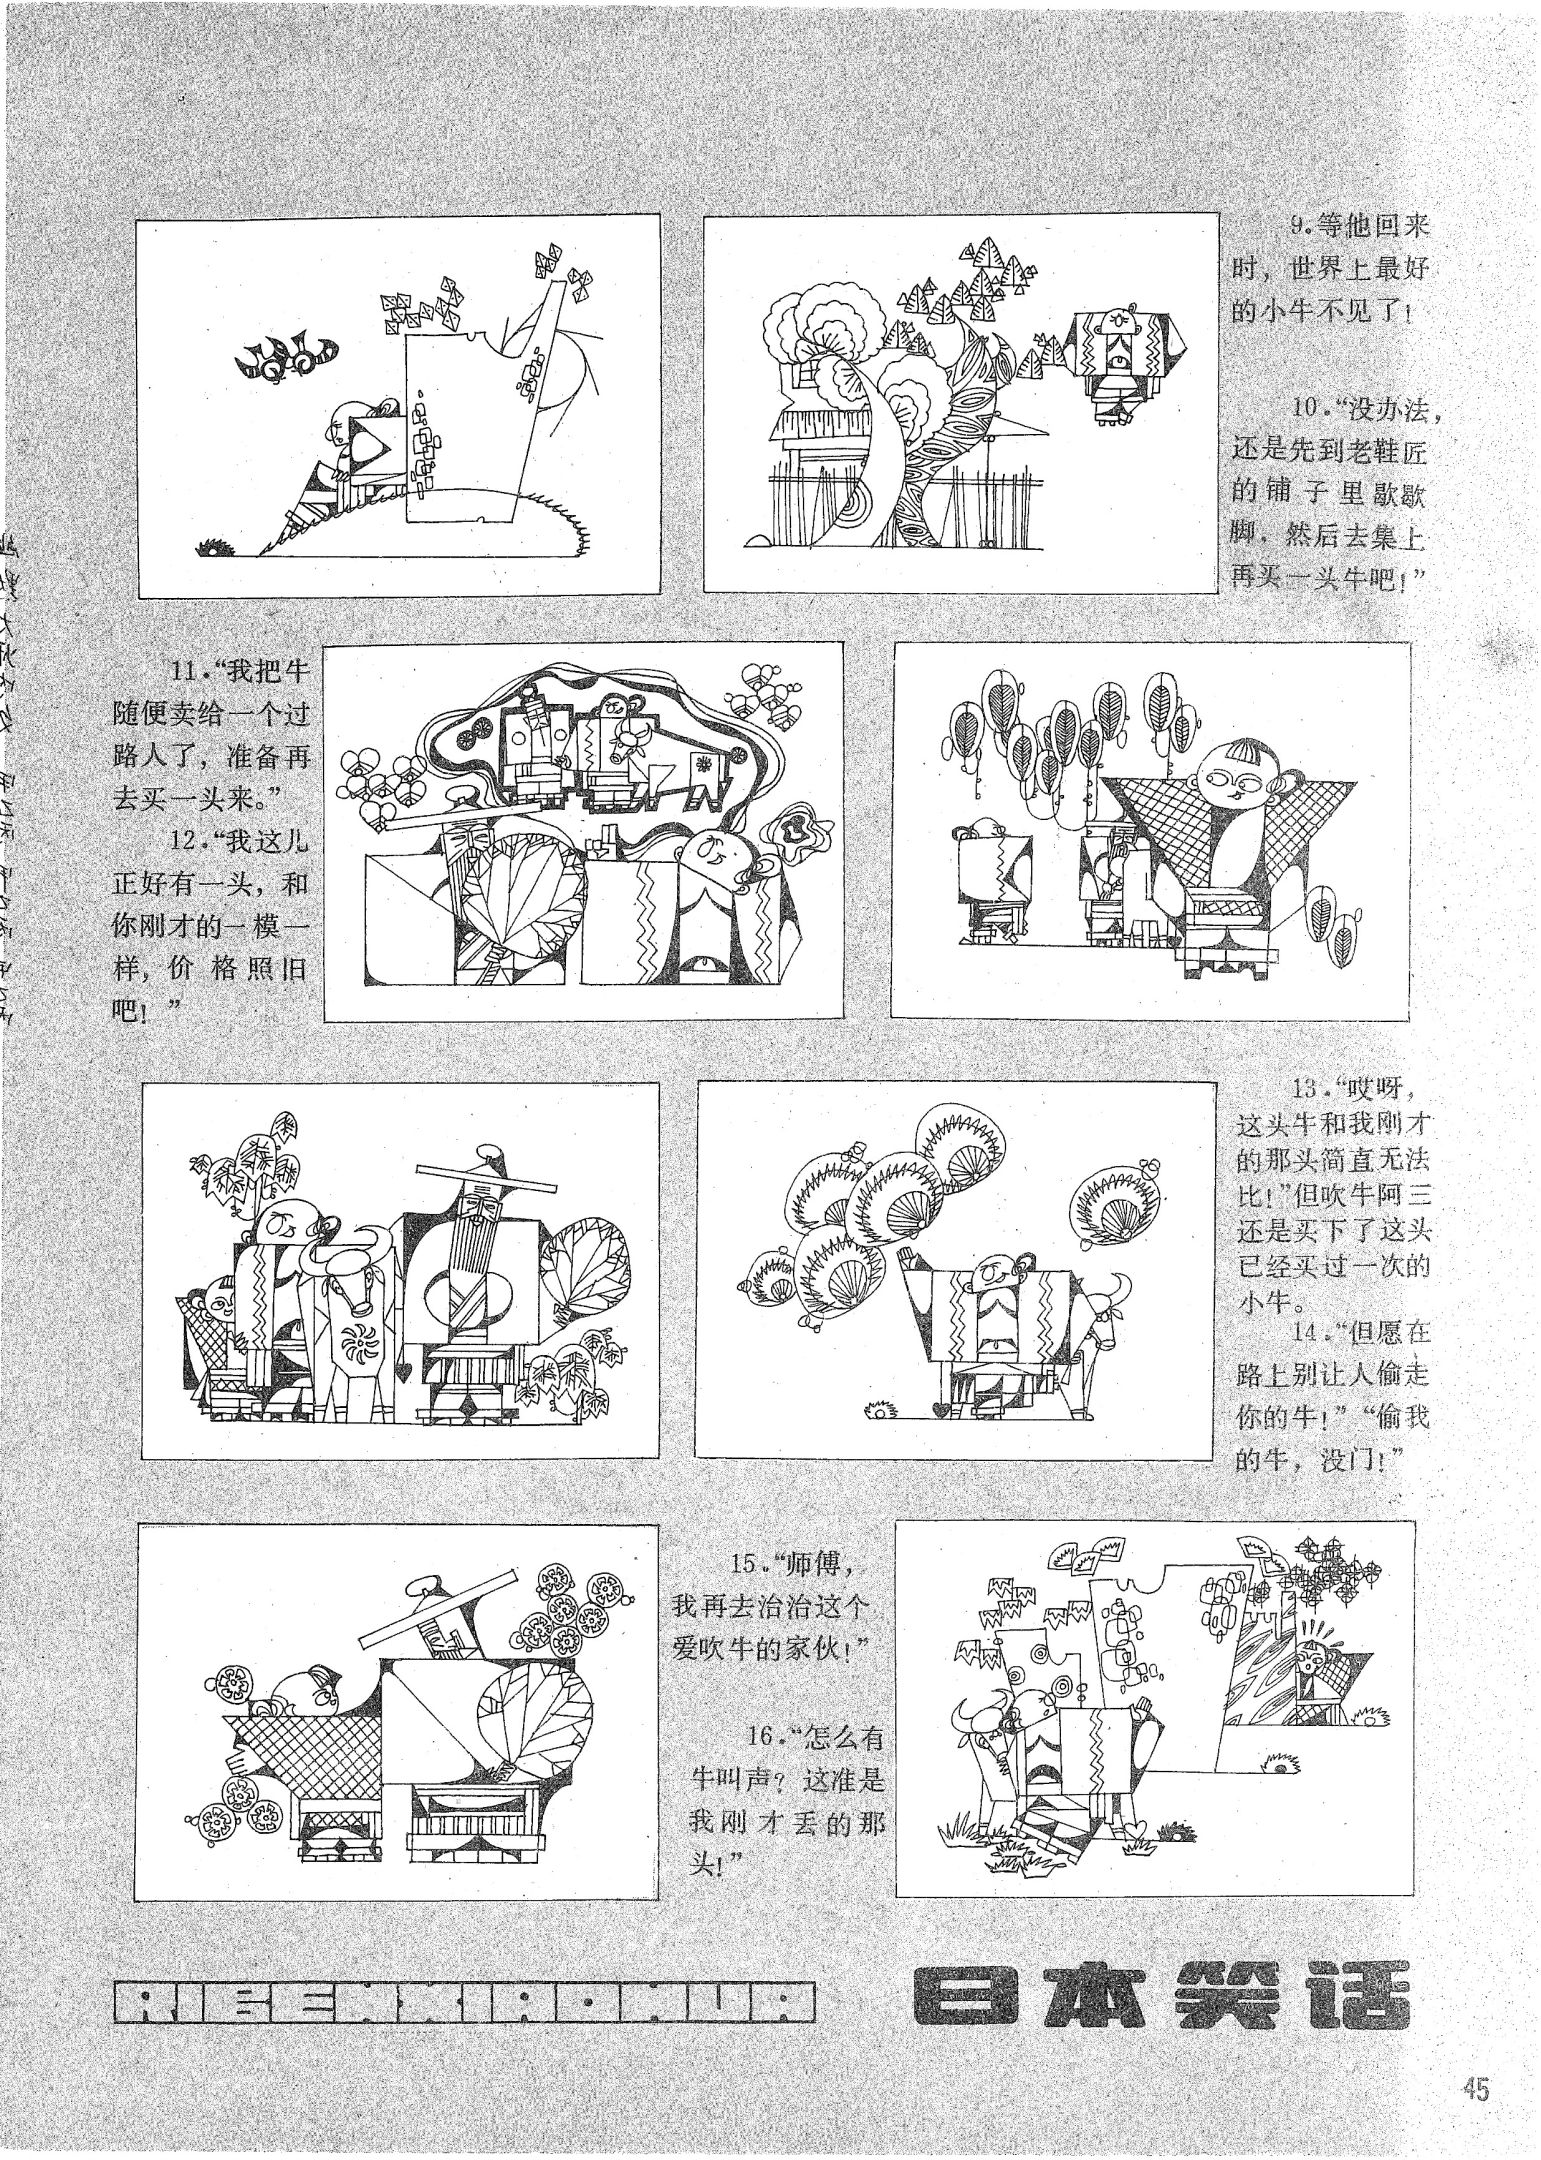 9.等他回来
时，世界上最好
的小牛不见了！
10.“没办法，
还是先到老鞋匠
的铺子里歇歇
脚，然后去集上
再买一头牛吧！”
11.“我把牛
随便卖给一个过
路人了，准备再
去买一头来。”
12.“我这儿
正好有一头，和
你刚才的一模一
样，价格照旧
吧！”
13.“哎呀，
这头牛和我刚才
的那头简直无法
比！”但吹牛阿三
还是买下了这头
已经买过一次的
小牛。
14.“但愿在
路上别让人偷走
你的牛！”“偷我
的牛，没门！”
15.“师傅，
我再去治治这个
爱吹牛的家伙！”
16.“怎么有
牛叫声？这准是
我刚才丢的那
头！”
RIBENXIAOHUA
日本笑话
45